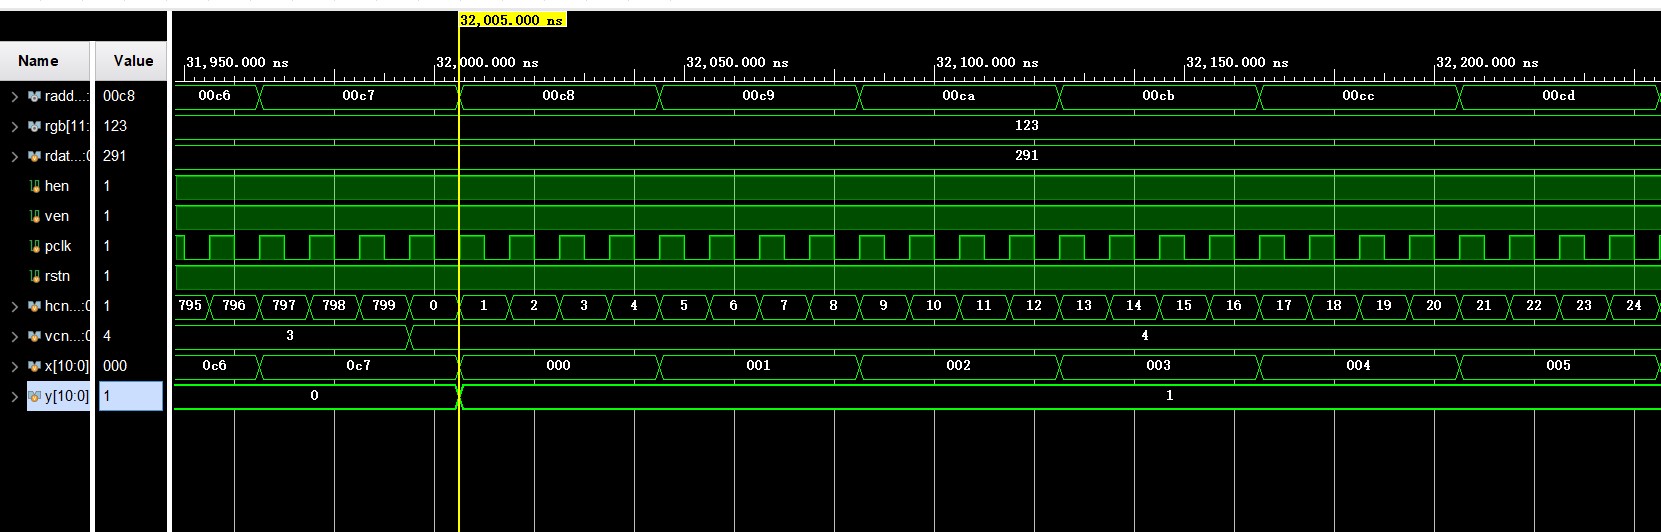 32,005.000 ns
Name Value
31,950.000 ns 32,000.000 ns 32,050.000 ns 32,100.000 ns 32,150.000 ns 32,200.000 ns
radd...: 00c8 00c6 00c7 00c8 00c9 00ca 00cb 00cc 00cd
rgb[11: 123 123
rdat...:0 291 291
hen 1
ven 1
pclk 1
rstn 1
hcn...:0 1 795 796 797 798 799 0 1 2 3 4 5 6 7 8 9 10 11 12 13 14 15 16 17 18 19 20 21 22 23 24
vcn...:0 4 3 4
x[10:0] 000 0c6 0c7 000 001 002 003 004 005
y[10:0] 1 0 1